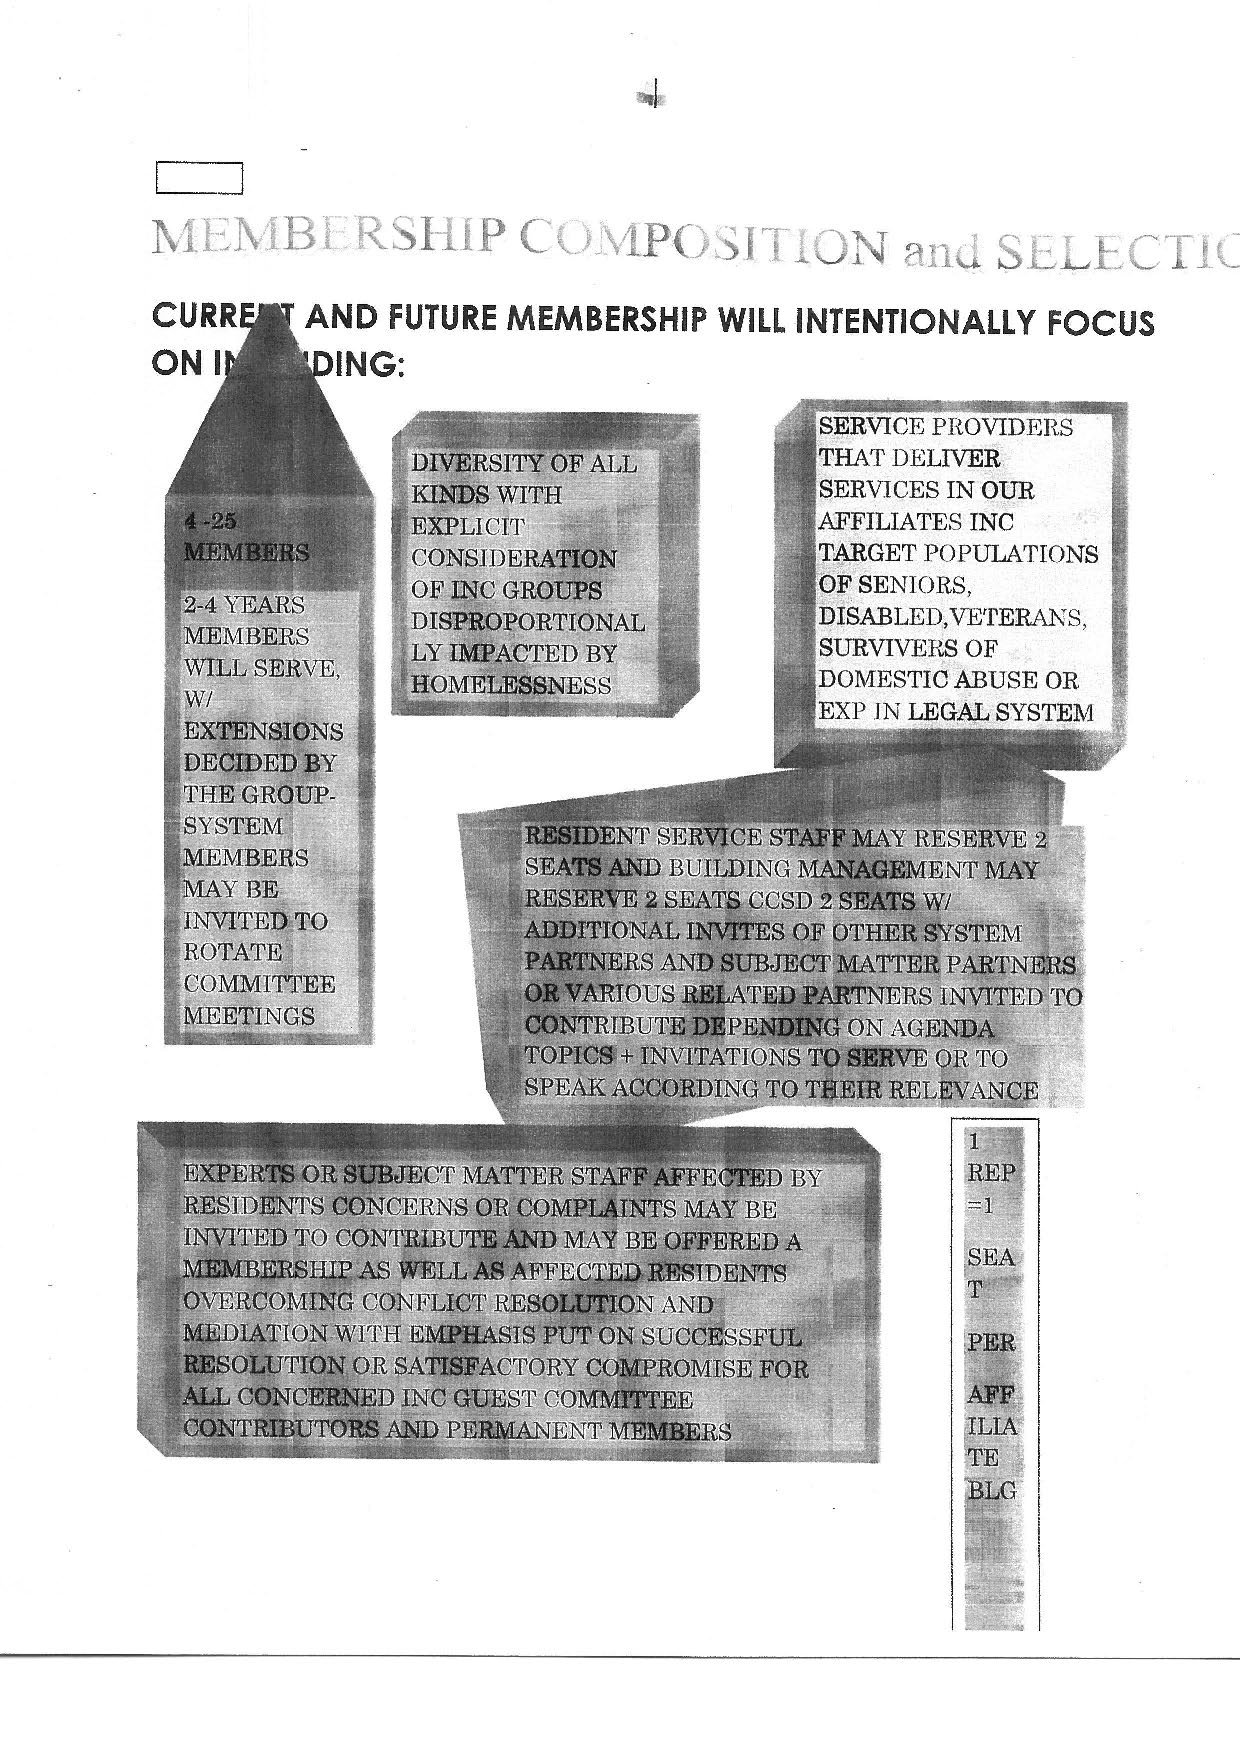 MEMBERSHIP COMPOSITION and SELECTIO
CURRENT AND FUTURE MEMBERSHIP WILL INTENTIONALLY FOCUS
ON IN DING:
4 -25
MEMBERS
2-4 YEARS
MEMBERS
WILL SERVE,
W/
EXTENSIONS
DECIDED BY
THE GROUP-
SYSTEM
MEMBERS
MAY BE
INVITED TO
ROTATE
COMMITTEE
MEETINGS
DIVERSITY OF ALL
KINDS WITH
EXPLICIT
CONSIDERATION
OF INC GROUPS
DISPROPORTIONAL
LY IMPACTED BY
HOMELESSNESS
SERVICE PROVIDERS
THAT DELIVER
SERVICES IN OUR
AFFILIATES INC
TARGET POPULATIONS
OF SENIORS,
DISABLED,VETERANS,
SURVIVERS OF
DOMESTIC ABUSE OR
EXP IN LEGAL SYSTEM
RESIDENT SERVICE STAFF MAY RESERVE 2
SEATS AND BUILDING MANAGEMENT MAY
RESERVE 2 SEATS CCSD 2 SEATS W/
ADDITIONAL INVITES OF OTHER SYSTEM
PARTNERS AND SUBJECT MATTER PARTNERS
OR VARIOUS RELATED PARTNERS INVITED TO
CONTRIBUTE DEPENDING ON AGENDA
TOPICS + INVITATIONS TO SERVE OR TO
SPEAK ACCORDING TO THEIR RELEVANCE
EXPERTS OR SUBJECT MATTER STAFF AFFECTED BY
RESIDENTS CONCERNS OR COMPLAINTS MAY BE
INVITED TO CONTRIBUTE AND MAY BE OFFERED A
MEMBERSHIP AS WELL AS AFFECTED RESIDENTS
OVERCOMING CONFLICT RESOLUTION AND
MEDIATION WITH EMPHASIS PUT ON SUCCESSFUL
RESOLUTION OR SATISFACTORY COMPROMISE FOR
ALL CONCERNED INC GUEST COMMITTEE
CONTRIBUTORS AND PERMANENT MEMBERS
1
REP
=1
SEA
T
PER
AFF
ILIA
TE
BLG